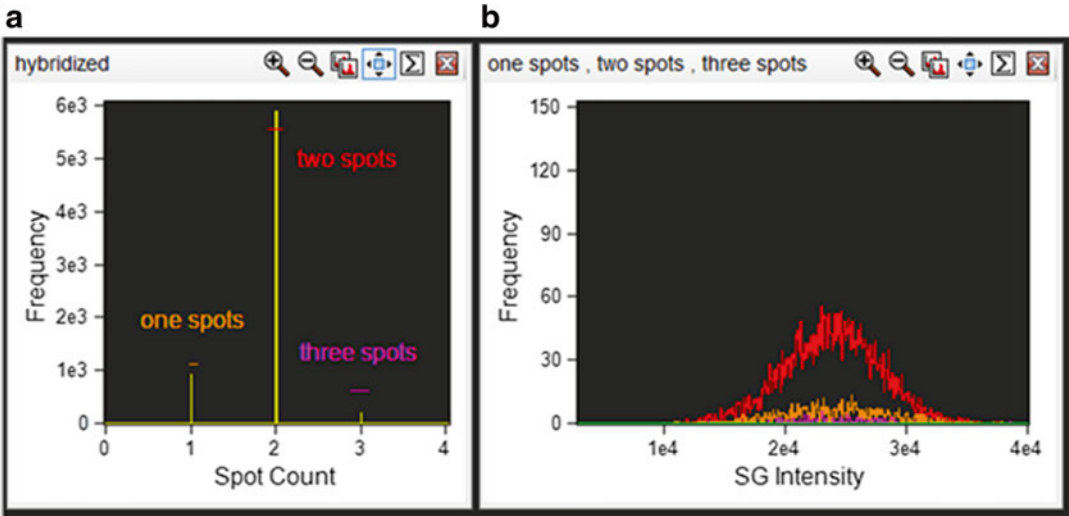 a
hybridized
6e3
5e3
4e3
3e3
2e3
1e3
0
Frequency
two spots
one spots
three spots
0 1 2 3 4
Spot Count
b
one spots , two spots , three spots
150
120
90
60
30
0
Frequency
1e4 2e4 3e4 4e4
SG Intensity